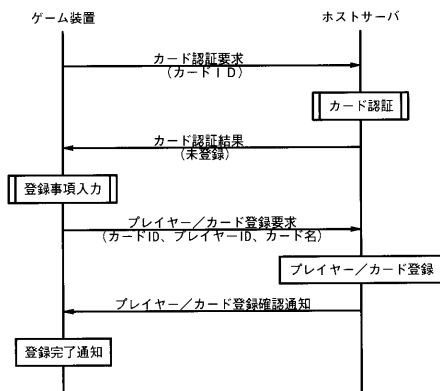 ゲーム装置
ホストサーバ
カード認証要求
(カードID)
カード認証
カード認証結果
(未登録)
登録事項入力
プレイヤー/カード登録要求
(カードID、プレイヤーID、カード名)
プレイヤー/カード登録
プレイヤー/カード登録確認通知
登録完了通知